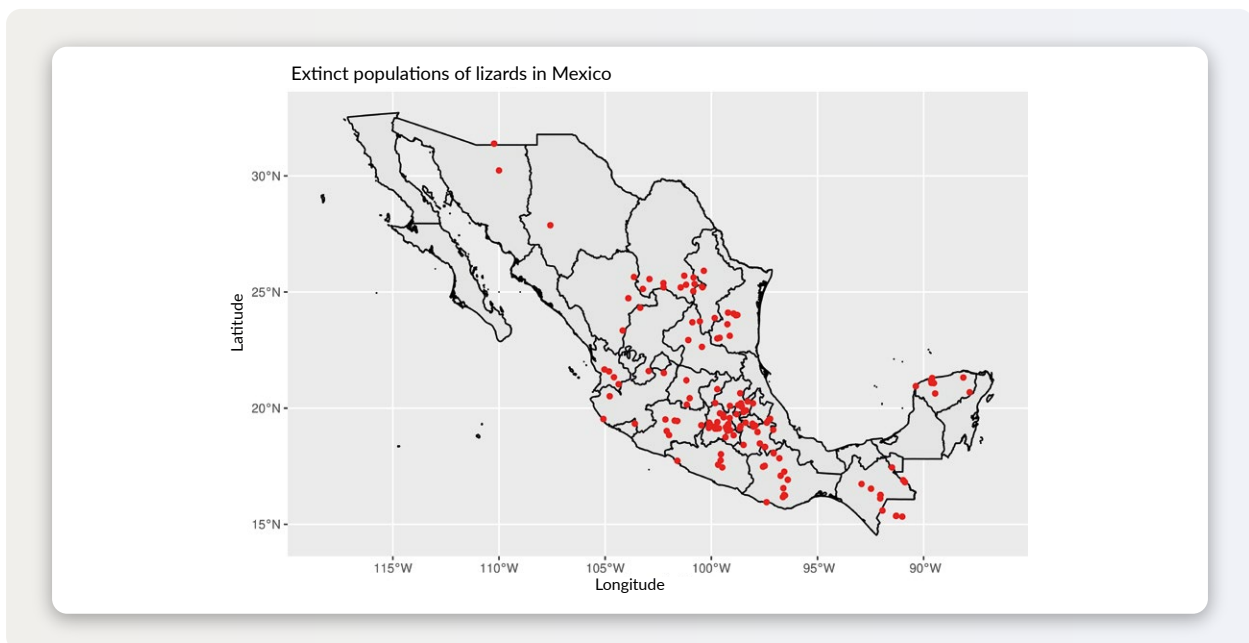 Extinct populations of lizards in Mexico
30°N
25°N
20°N
15°N
Latitude
115°W 110°W 105°W 100°W 95°W 90°W
Longitude